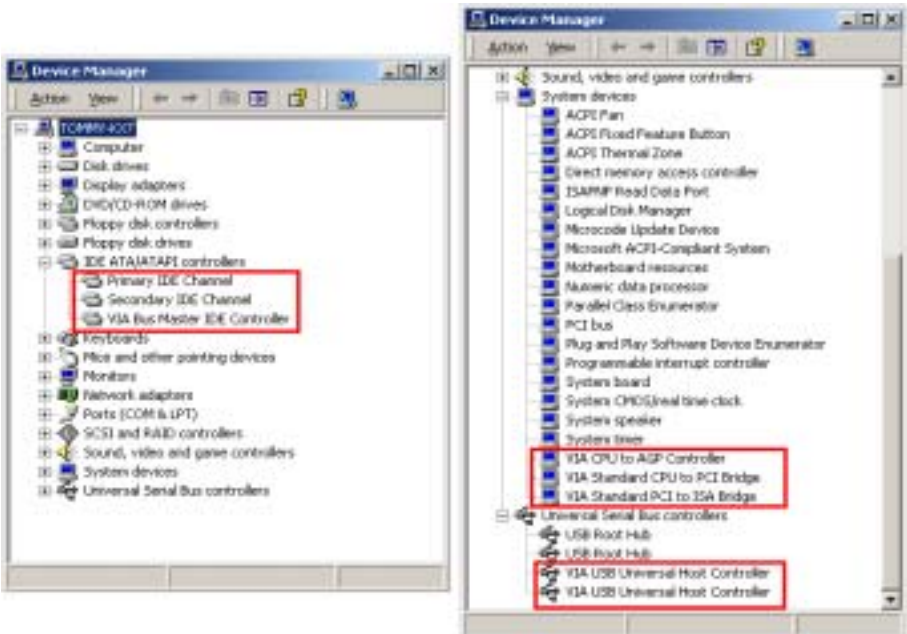 Device Manager
Action View
TOMMY-KXT
Computer
Disk drives
Display adapters
DVD/CD-ROM drives
Floppy disk controllers
Floppy disk drives
IDE ATA/ATAPI controllers
Primary IDE Channel
Secondary IDE Channel
VIA Bus Master IDE Controller
Keyboards
Mice and other pointing devices
Monitors
Network adapters
Ports (COM & LPT)
SCSI and RAID controllers
Sound, video and game controllers
System devices
Universal Serial Bus controllers
Device Manager
Action View
Sound, video and game controllers
System devices
ACPI Fan
ACPI Fixed Feature Button
ACPI Thermal Zone
Direct memory access controller
ISAPNP Read Data Port
Logical Disk Manager
Microcode Update Device
Microsoft ACPI-Compliant System
Motherboard resources
Numeric data processor
Parallel Class Enumerator
PCI bus
Plug and Play Software Device Enumerator
Programmable interrupt controller
System board
System CMOS/real time clock
System speaker
System timer
VIA CPU to AGP Controller
VIA Standard CPU to PCI Bridge
VIA Standard PCI to ISA Bridge
Universal Serial Bus controllers
USB Root Hub
USB Root Hub
VIA USB Universal Host Controller
VIA USB Universal Host Controller